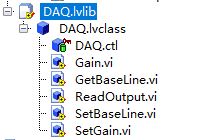 DAQ.lvlib
DAQ.lvclass
DAQ.ctl
Gain.vi
GetBaseLine.vi
ReadOutput.vi
SetBaseLine.vi
SetGain.vi